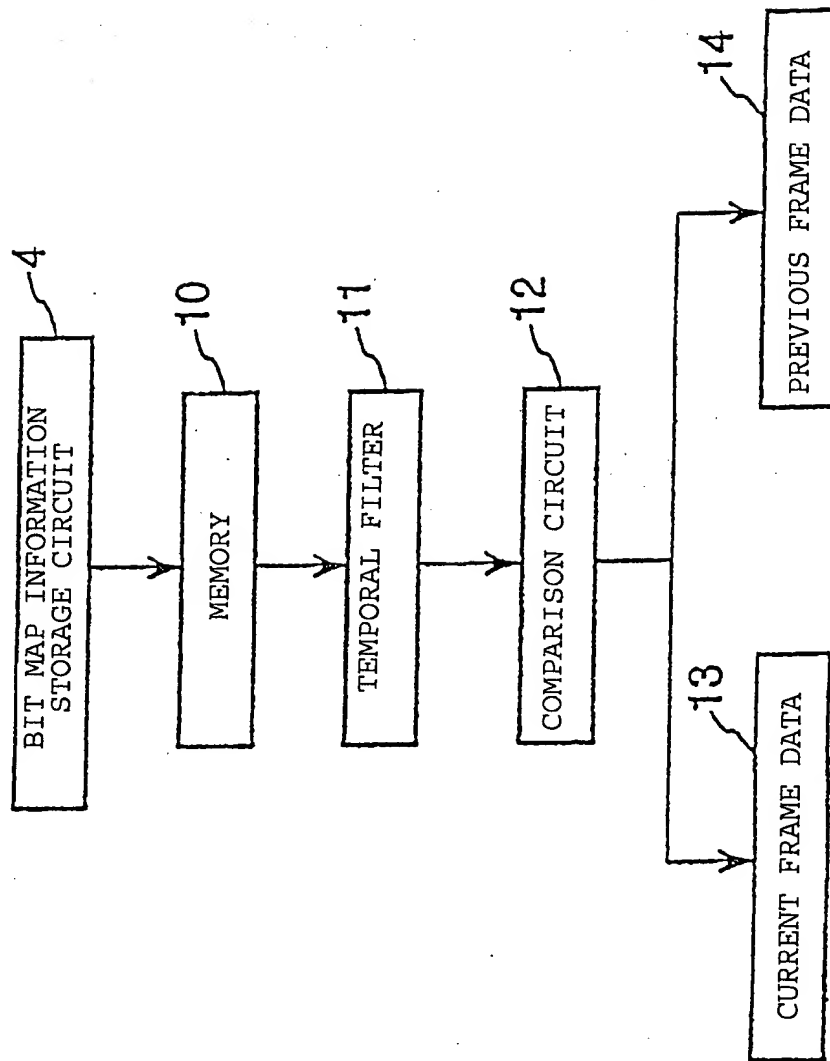 4
BIT MAP INFORMATION
STORAGE CIRCUIT
10
MEMORY
11
TEMPORAL FILTER
12
COMPARISON CIRCUIT
13
CURRENT FRAME DATA
14
PREVIOUS FRAME DATA